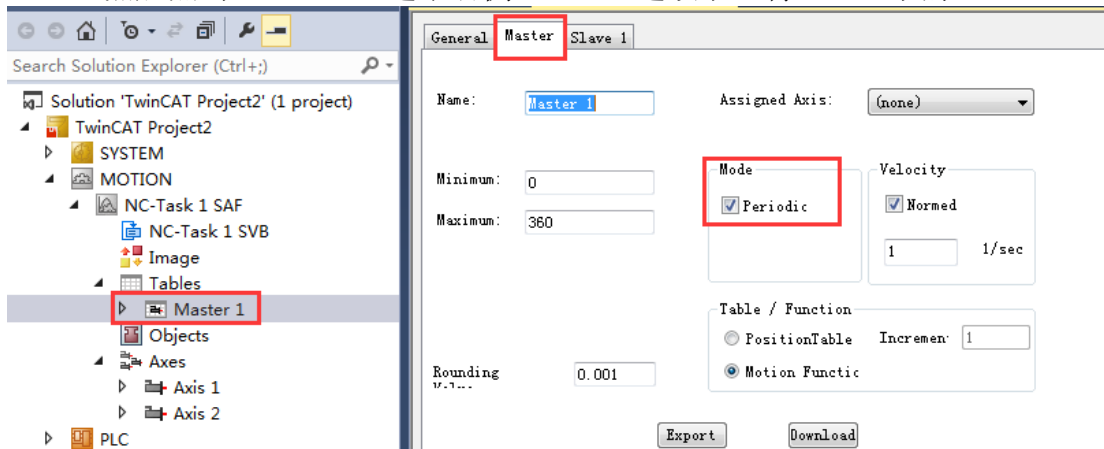 General Master Slave 1
Search Solution Explorer (Ctrl+;)
Solution 'TwinCAT Project2' (1 project)
TwinCAT Project2
SYSTEM
MOTION
NC-Task 1 SAF
NC-Task 1 SVB
Image
Tables
Master 1
Objects
Axes
Axis 1
Axis 2
PLC
Name: Master 1 Assigned Axis: (none)
Minimum: 0
Maximum: 360
Mode
Periodic
Velocity
Normed
1 1/sec
Table / Function
PositionTable Incremen 1
Motion Functic
Rounding 0.001
Export Download